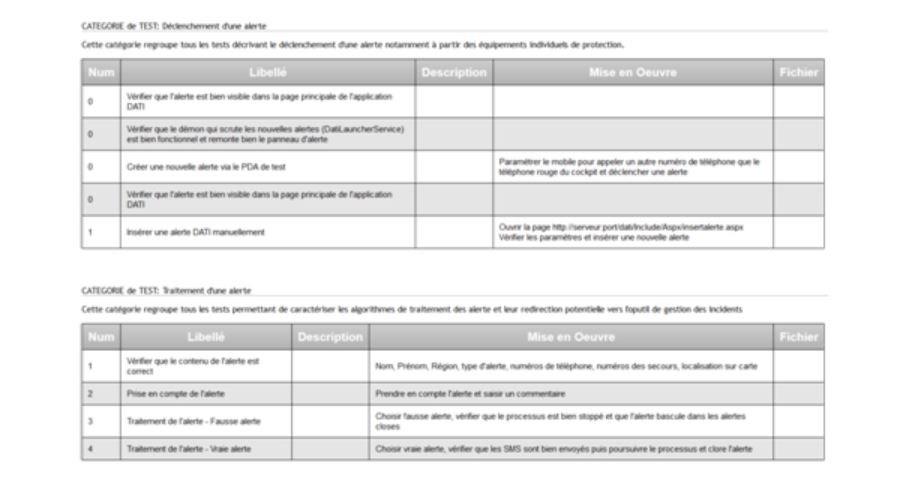 CATEGORIE de TEST: Déclenchement d'une alerte
Cette catégorie regroupe tous les tests décrivant le déclenchement d'une alerte notamment à partir des équipements individuels de protection.
Num Libellé Description Mise en Oeuvre Fichier
0 Vérifier que l'alerte est bien visible dans la page principale de l'application
DATI
0 Vérifier que le démon qui scrute les nouvelles alertes (DatiLauncherService)
est bien fonctionnel et remonte bien le panneau d'alerte
0 Créer une nouvelle alerte via le PDA de test
Paramétrer le mobile pour appeler un autre numéro de téléphone que le
téléphone rouge du cockpit et déclencher une alerte
0 Vérifier que l'alerte est bien visible dans la page principale de l'application
DATI
1 Insérer une alerte DATI manuellement
Ouvrir la page http://serveur:port/dati/Include/Aspx/insertalerte.aspx
Vérifier les paramètres et insérer une nouvelle alerte
CATEGORIE de TEST: Traitement d'une alerte
Cette catégorie regroupe tous les tests permettant de caractériser les algorithmes de traitement des alerte et leur redirection potentielle vers l'oputil de gestion des incidents
Num Libellé Description Mise en Oeuvre Fichier
1 Vérifier que le contenu de l'alerte est
correct
Nom, Prénom, Région, type d'alerte, numéros de téléphone, numéros des secours, localisation sur carte
2 Prise en compte de l'alerte Prendre en compte l'alerte et saisir un commentaire
3 Traitement de l'alerte - Fausse alerte
Choisir fausse alerte, vérifier que le processus est bien stoppé et que l'alerte bascule dans les alertes
closes
4 Traitement de l'alerte - Vraie alerte Choisir vraie alerte, vérifier que les SMS sont bien envoyés puis poursuivre le processus et clore l'alerte